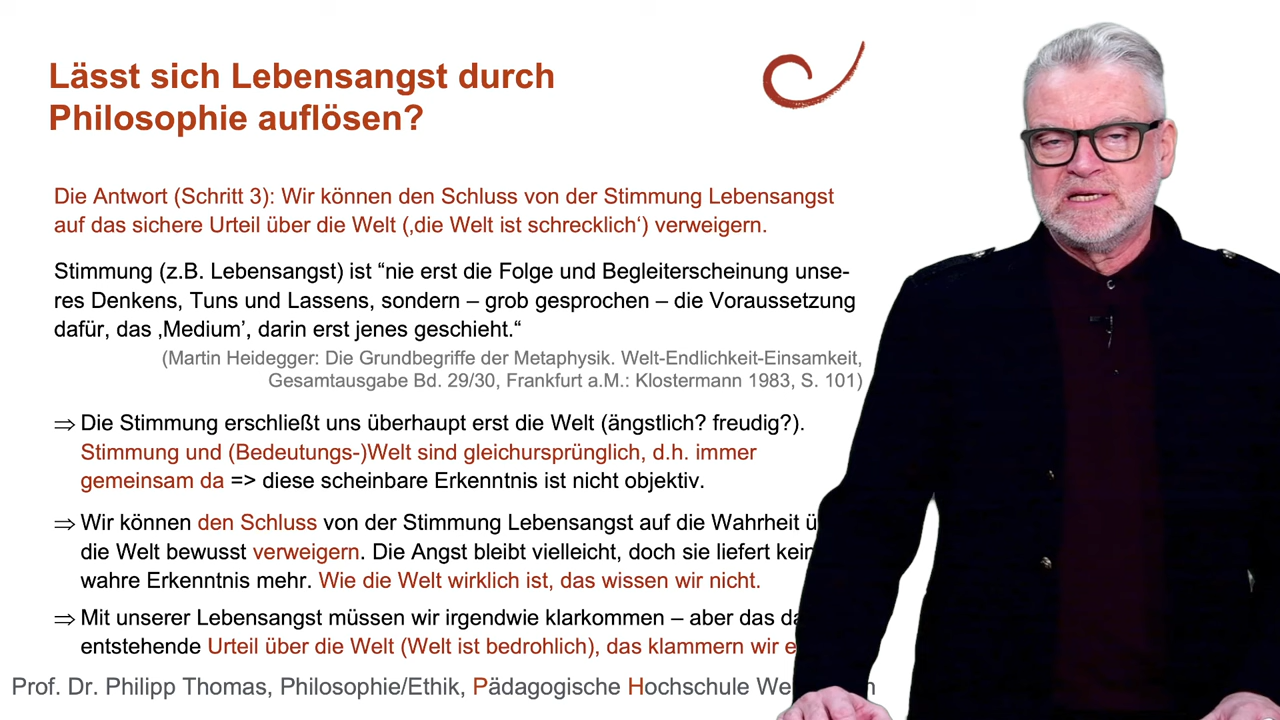 Lässt sich Lebensangst durch
Philosophie auflösen?
Die Antwort (Schritt 3): Wir können den Schluss von der Stimmung Lebensangst
auf das sichere Urteil über die Welt (‚die Welt ist schrecklich‘) verweigern.
Stimmung (z.B. Lebensangst) ist “nie erst die Folge und Begleiterscheinung unse-
res Denkens, Tuns und Lassens, sondern – grob gesprochen – die Voraussetzung
dafür, das ‚Medium’, darin erst jenes geschieht.“
(Martin Heidegger: Die Grundbegriffe der Metaphysik. Welt-Endlichkeit-Einsamkeit,
Gesamtausgabe Bd. 29/30, Frankfurt a.M.: Klostermann 1983, S. 101)
⇒ Die Stimmung erschließt uns überhaupt erst die Welt (ängstlich? freudig?).
Stimmung und (Bedeutungs-)Welt sind gleichursprünglich, d.h. immer
gemeinsam da => diese scheinbare Erkenntnis ist nicht objektiv.
⇒ Wir können den Schluss von der Stimmung Lebensangst auf die Wahrheit
die Welt bewusst verweigern. Die Angst bleibt vielleicht, doch sie liefert
wahre Erkenntnis mehr. Wie die Welt wirklich ist, das wissen wir nicht.
⇒ Mit unserer Lebensangst müssen wir irgendwie klarkommen – aber das
entstehende Urteil über die Welt (Welt ist bedrohlich), das klammern wir
Prof. Dr. Philipp Thomas, Philosophie/Ethik, Pädagogische Hochschule